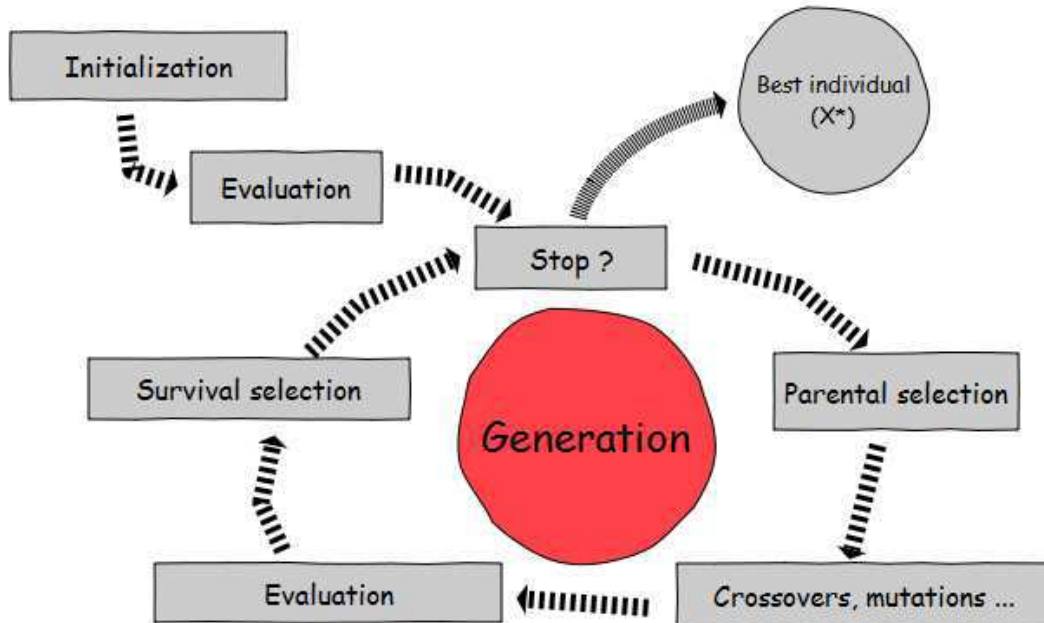 Initialization
Best individual
(X*)
Evaluation
Stop ?
Survival selection
Parental selection
Generation
Evaluation
Crossovers, mutations ...